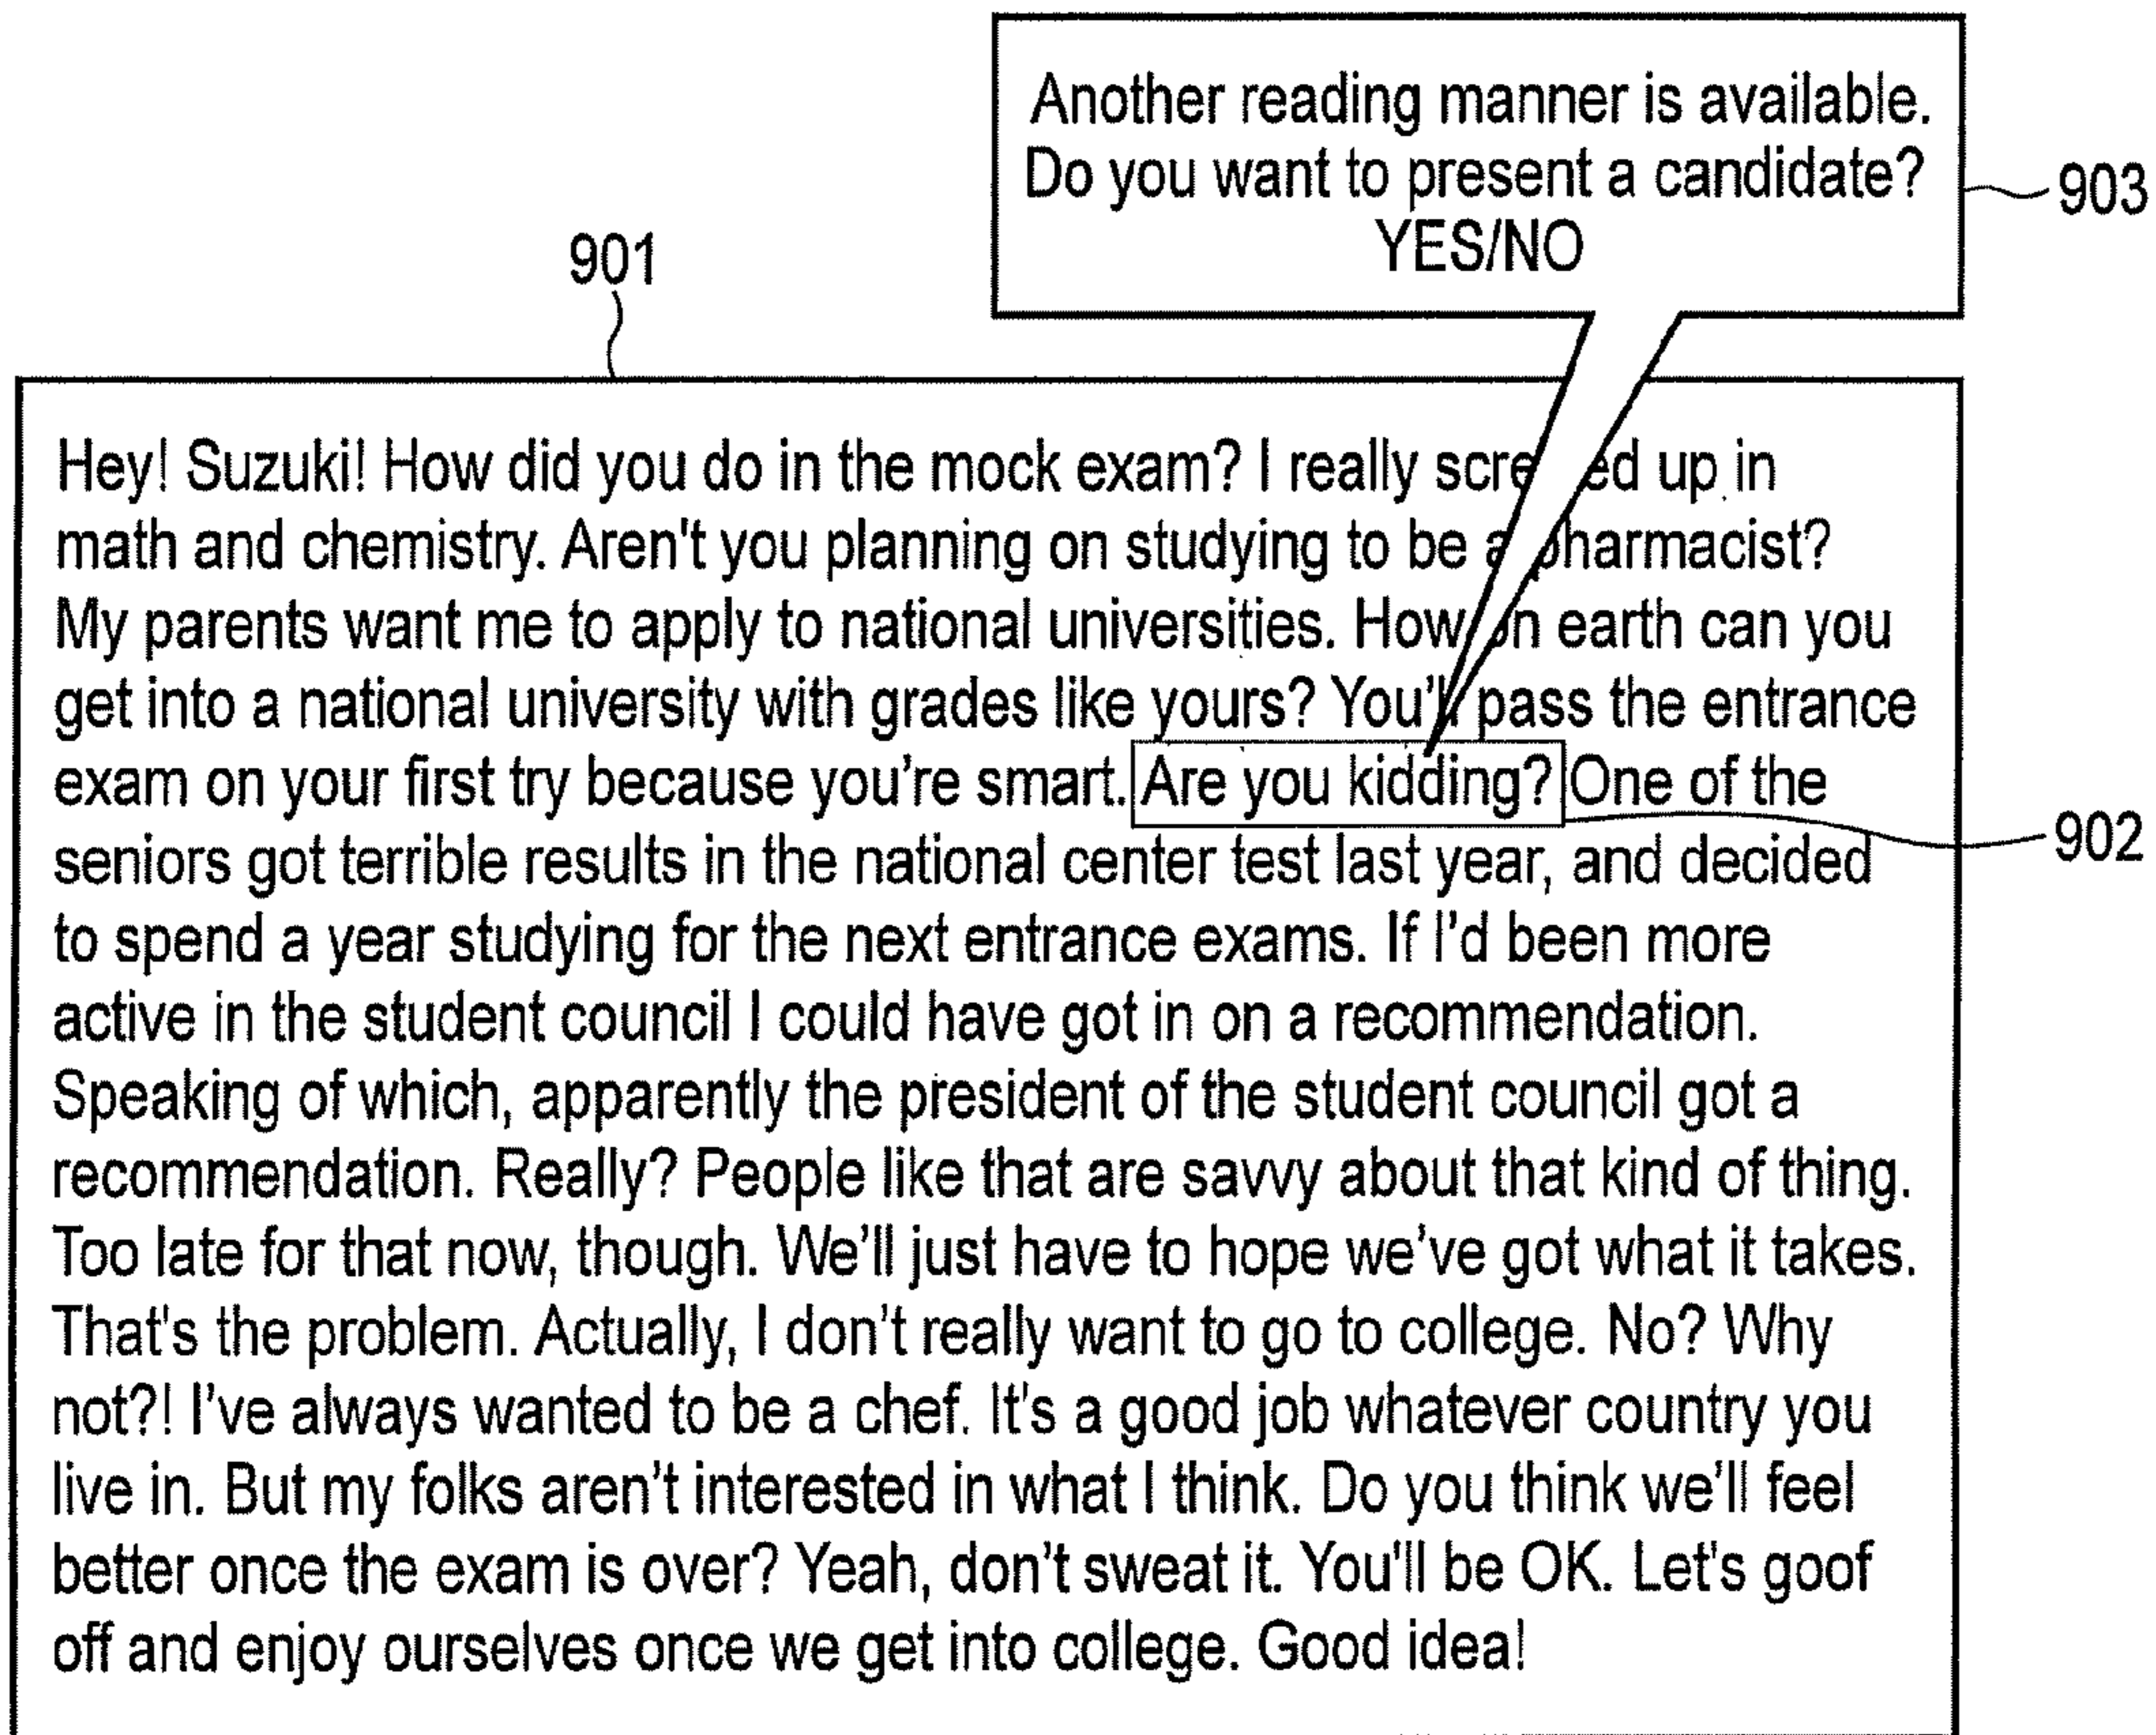 Another reading manner is available.
Do you want to present a candidate?
YES/NO
903
901
Hey! Suzuki! How did you do in the mock exam? I really scre ed up in
math and chemistry. Aren't you planning on studying to be a pharmacist?
My parents want me to apply to national universities. How on earth can you
get into a national university with grades like yours? You'll pass the entrance
exam on your first try because you're smart. Are you kidding? One of the
902
seniors got terrible results in the national center test last year, and decided
to spend a year studying for the next entrance exams. If I'd been more
active in the student council I could have got in on a recommendation.
Speaking of which, apparently the president of the student council got a
recommendation. Really? People like that are savvy about that kind of thing.
Too late for that now, though. We'll just have to hope we've got what it takes.
That's the problem. Actually, I don't really want to go to college. No? Why
not?! I've always wanted to be a chef. It's a good job whatever country you
live in. But my folks aren't interested in what I think. Do you think we'll feel
better once the exam is over? Yeah, don't sweat it. You'll be OK. Let's goof
off and enjoy ourselves once we get into college. Good idea!